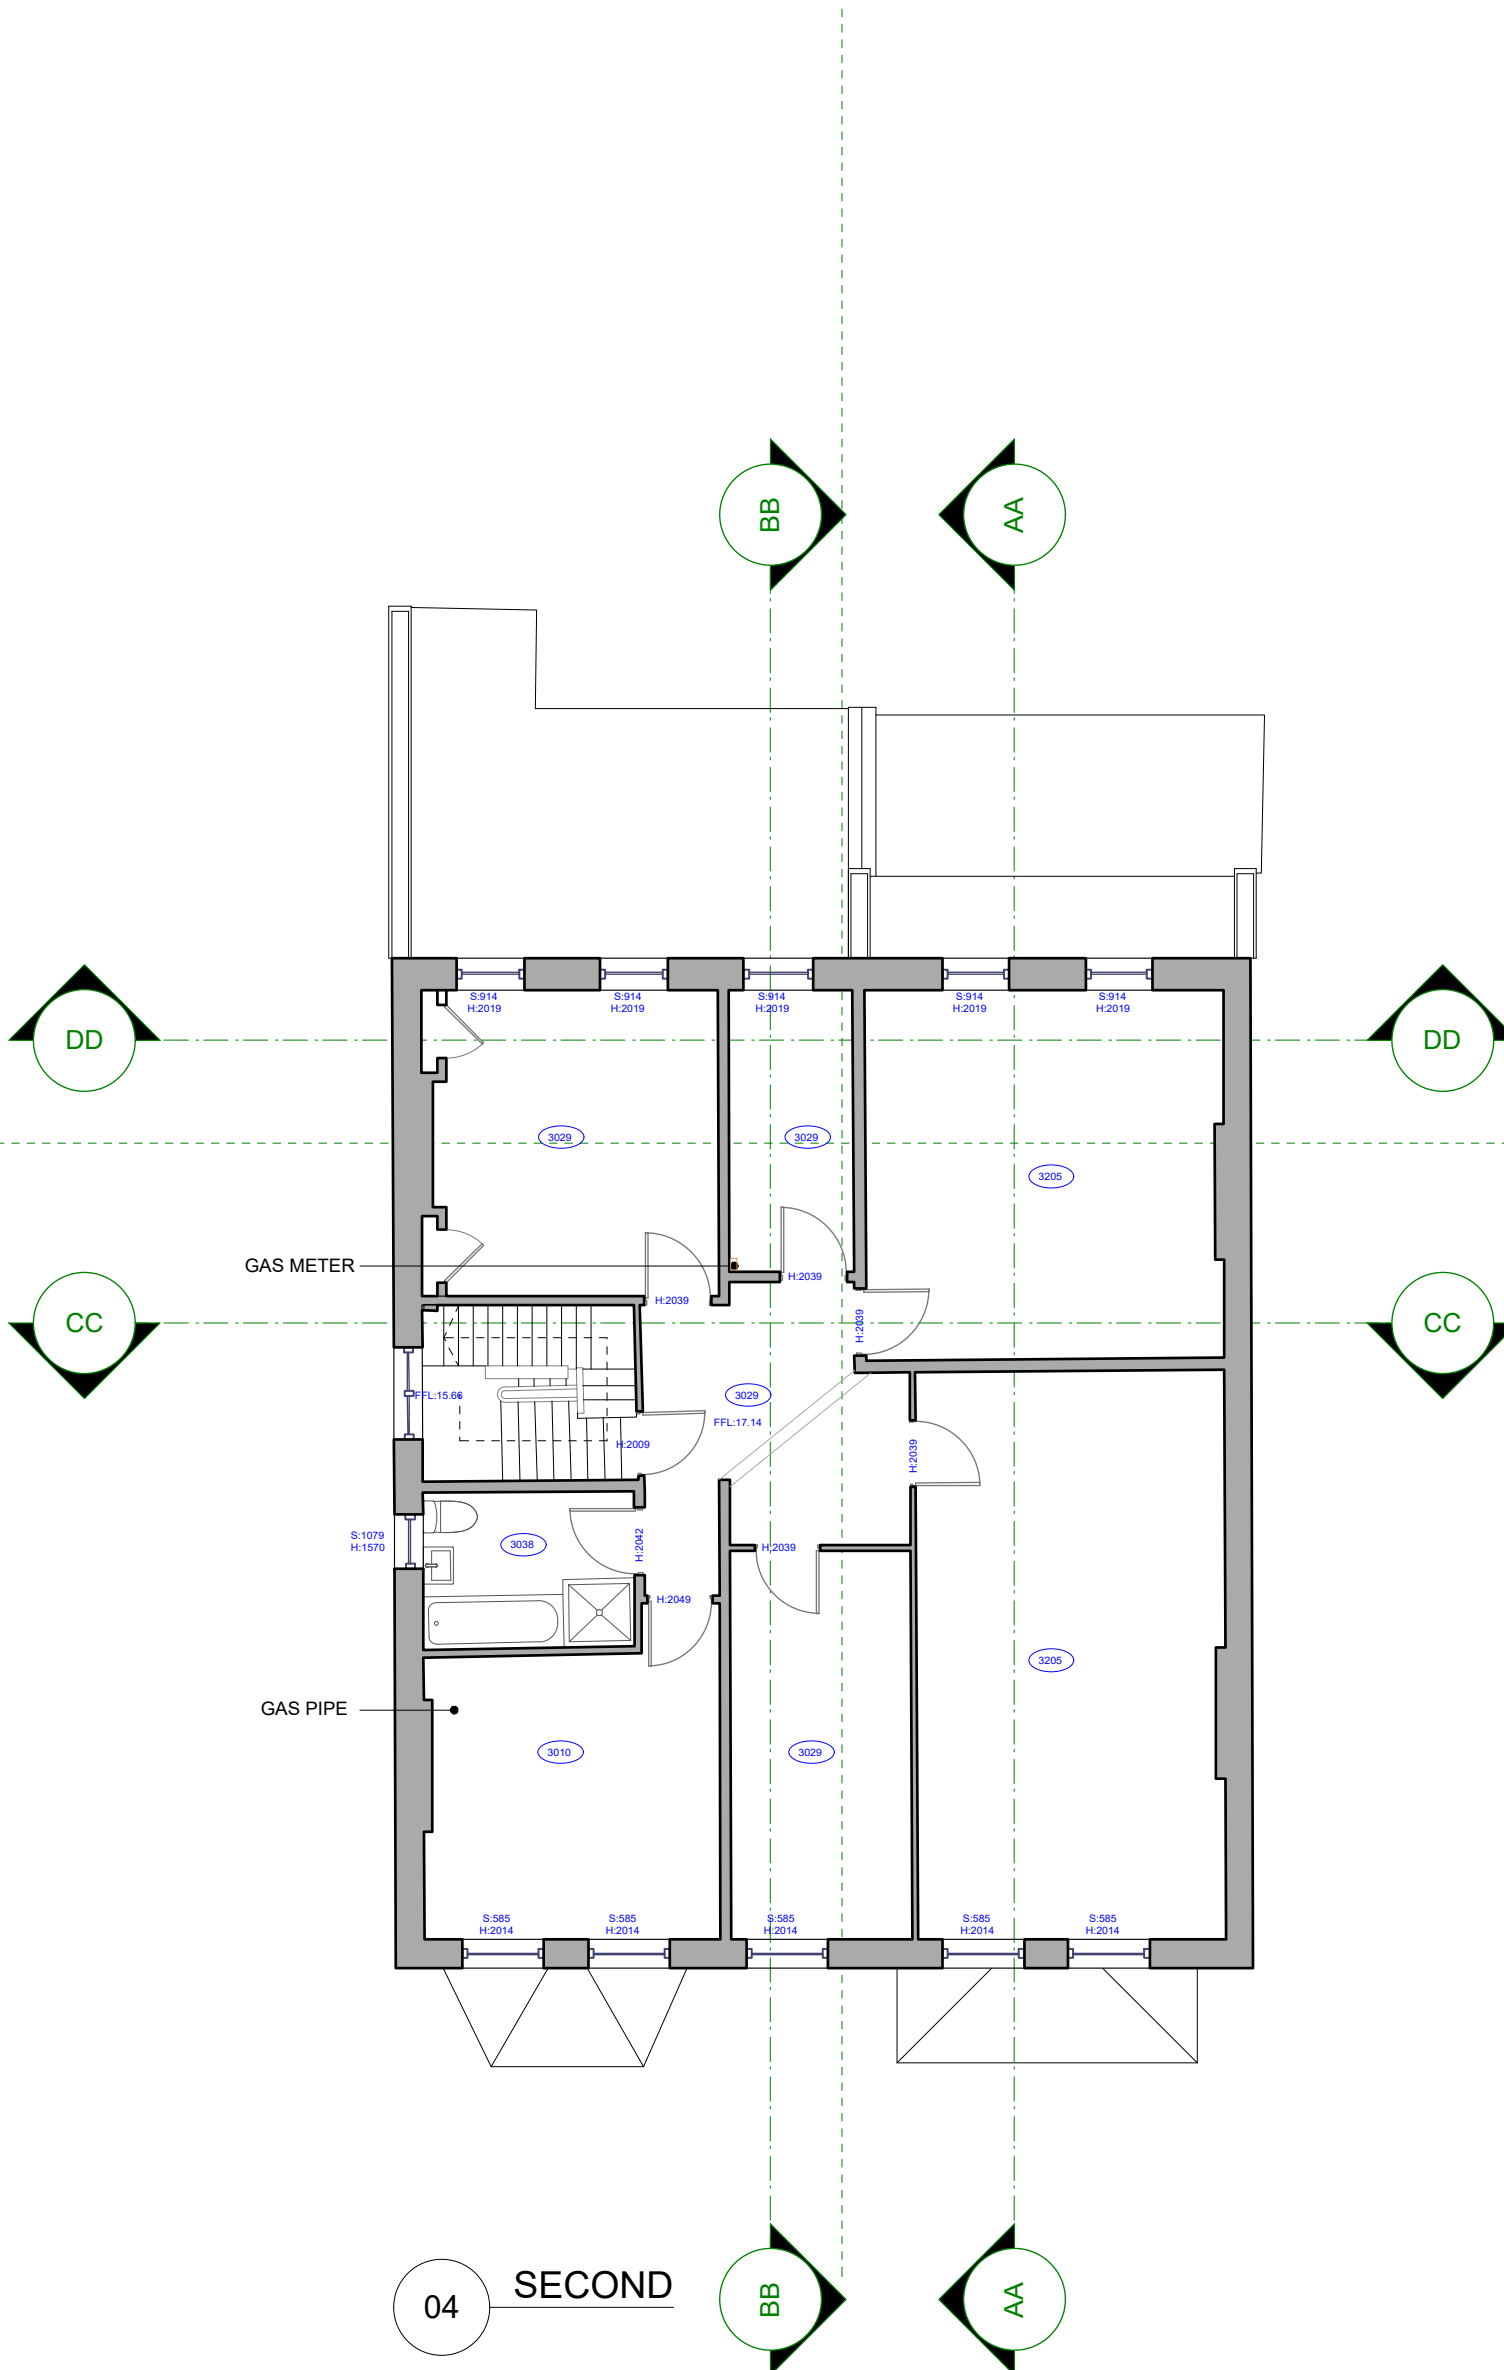 BB
AA
DD
DD
S:914
H:2019
S:914
H:2019
S:914
H:2019
S:914
H:2019
S:914
H:2019
3029
3029
3205
GAS METER
H:2039
H:2039
H:2039
CC
CC
FFL:15.66
3029
FFL:17.14
H:2009
H:2039
S:1079
H:1570
3038
H:2042
H:2039
H:2049
3205
GAS PIPE
3010
3029
S:585
H:2014
S:585
H:2014
S:585
H:2014
S:585
H:2014
S:585
H:2014
04
SECOND
BB
AA